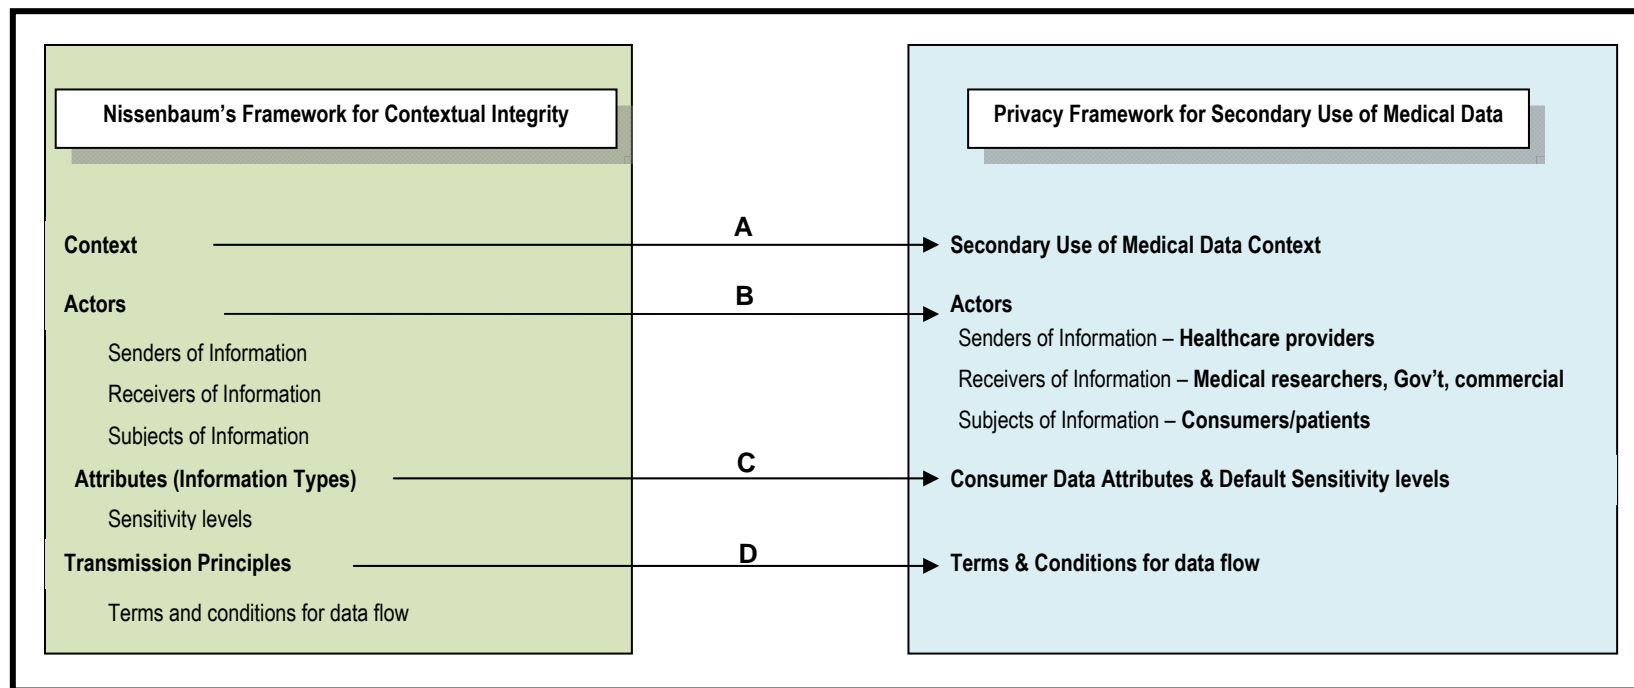 Nissenbaum’s Framework for Contextual Integrity
Privacy Framework for Secondary Use of Medical Data
Context
A
Secondary Use of Medical Data Context
Actors
B
Actors
Senders of Information
Receivers of Information
Subjects of Information
Senders of Information – Healthcare providers
Receivers of Information – Medical researchers, Gov’t, commercial
Subjects of Information – Consumers/patients
Attributes (Information Types)
C
Consumer Data Attributes & Default Sensitivity levels
Sensitivity levels
Transmission Principles
D
Terms & Conditions for data flow
Terms and conditions for data flow